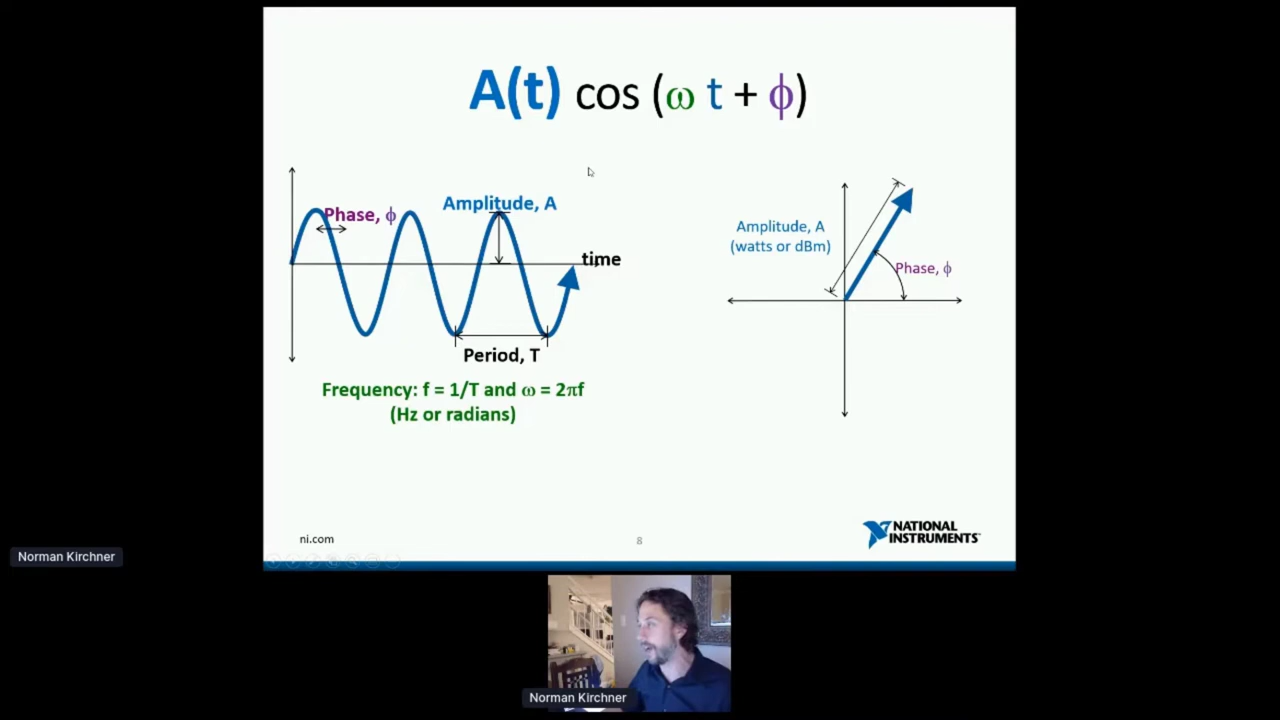 A(t) cos (ω t + ϕ)
Phase, ϕ
Amplitude, A
time
Period, T
Frequency: f = 1/T and ω = 2πf
(Hz or radians)
Amplitude, A
(watts or dBm)
Phase, ϕ
ni.com
8
NATIONAL
INSTRUMENTS
Norman Kirchner
Norman Kirchner